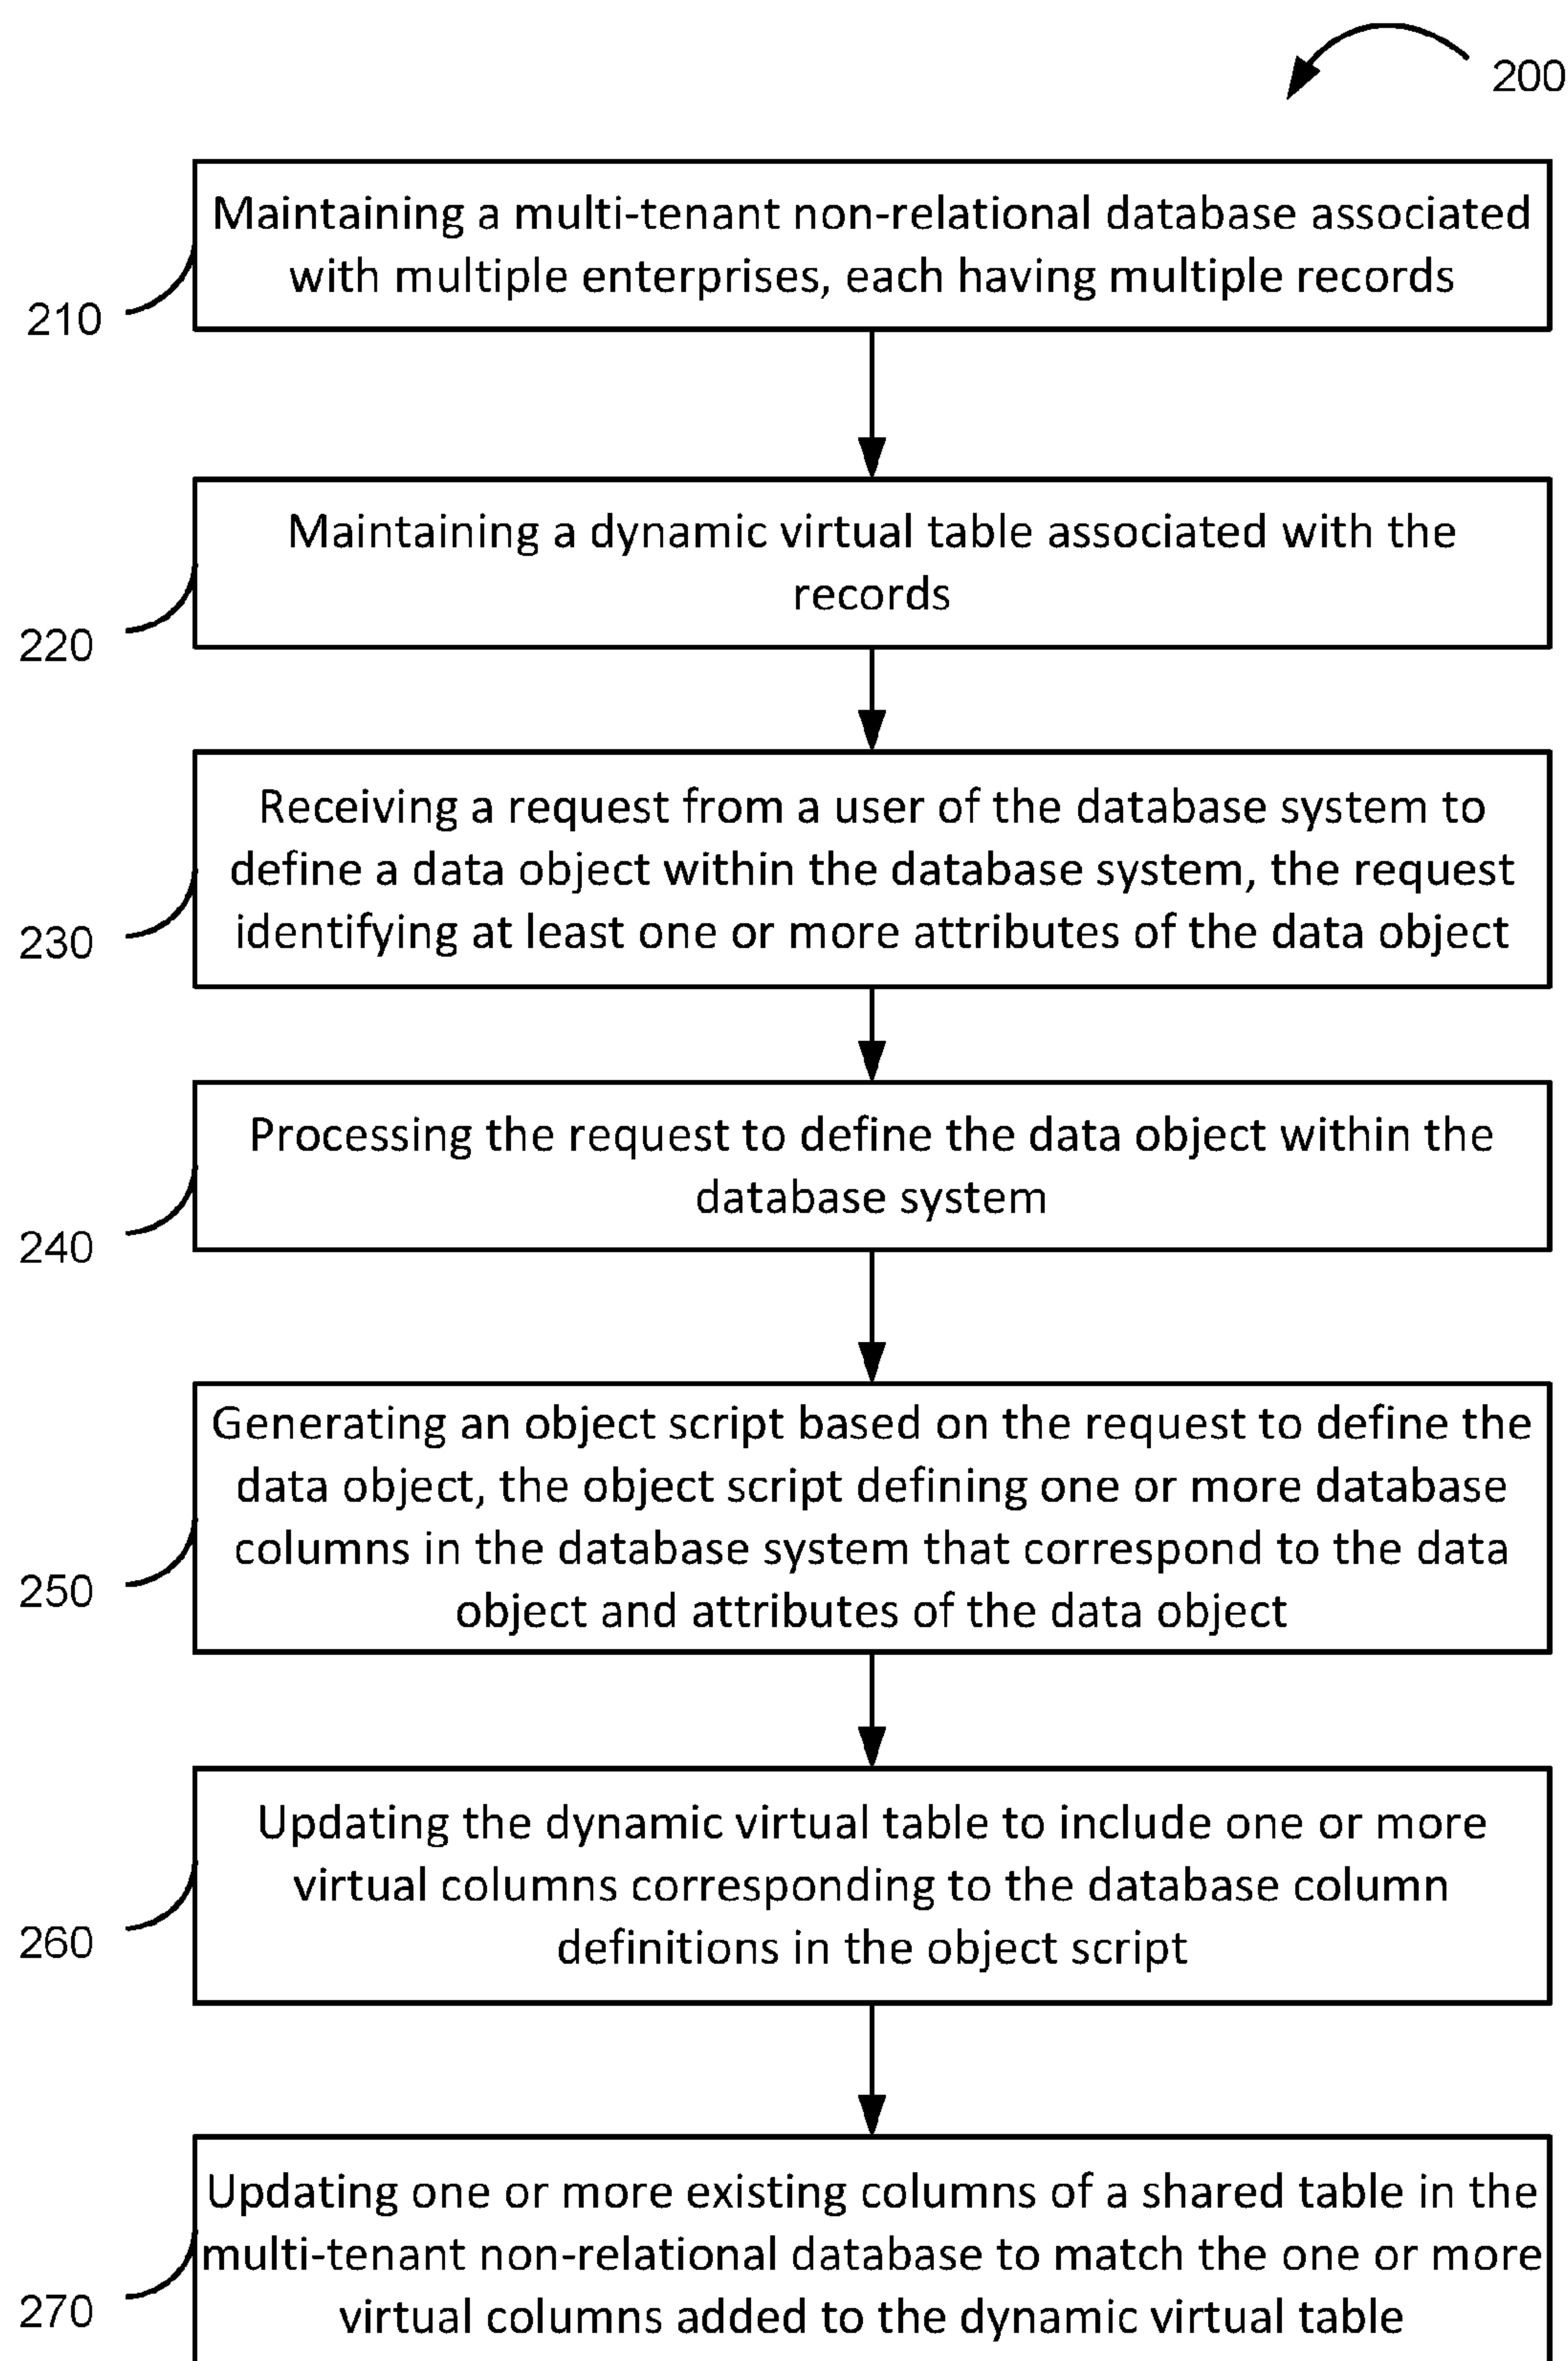 200
Maintaining a multi-tenant non-relational database associated
with multiple enterprises, each having multiple records
210
Maintaining a dynamic virtual table associated with the
records
220
Receiving a request from a user of the database system to
define a data object within the database system, the request
identifying at least one or more attributes of the data object
230
Processing the request to define the data object within the
database system
240
Generating an object script based on the request to define the
data object, the object script defining one or more database
columns in the database system that correspond to the data
object and attributes of the data object
250
Updating the dynamic virtual table to include one or more
virtual columns corresponding to the database column
definitions in the object script
260
Updating one or more existing columns of a shared table in the
multi-tenant non-relational database to match the one or more
virtual columns added to the dynamic virtual table
270